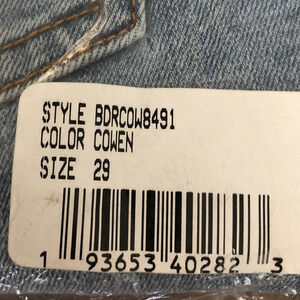 STYLE BDRCOW8491
COLOR COWEN
SIZE 29
1 93653 40282 3